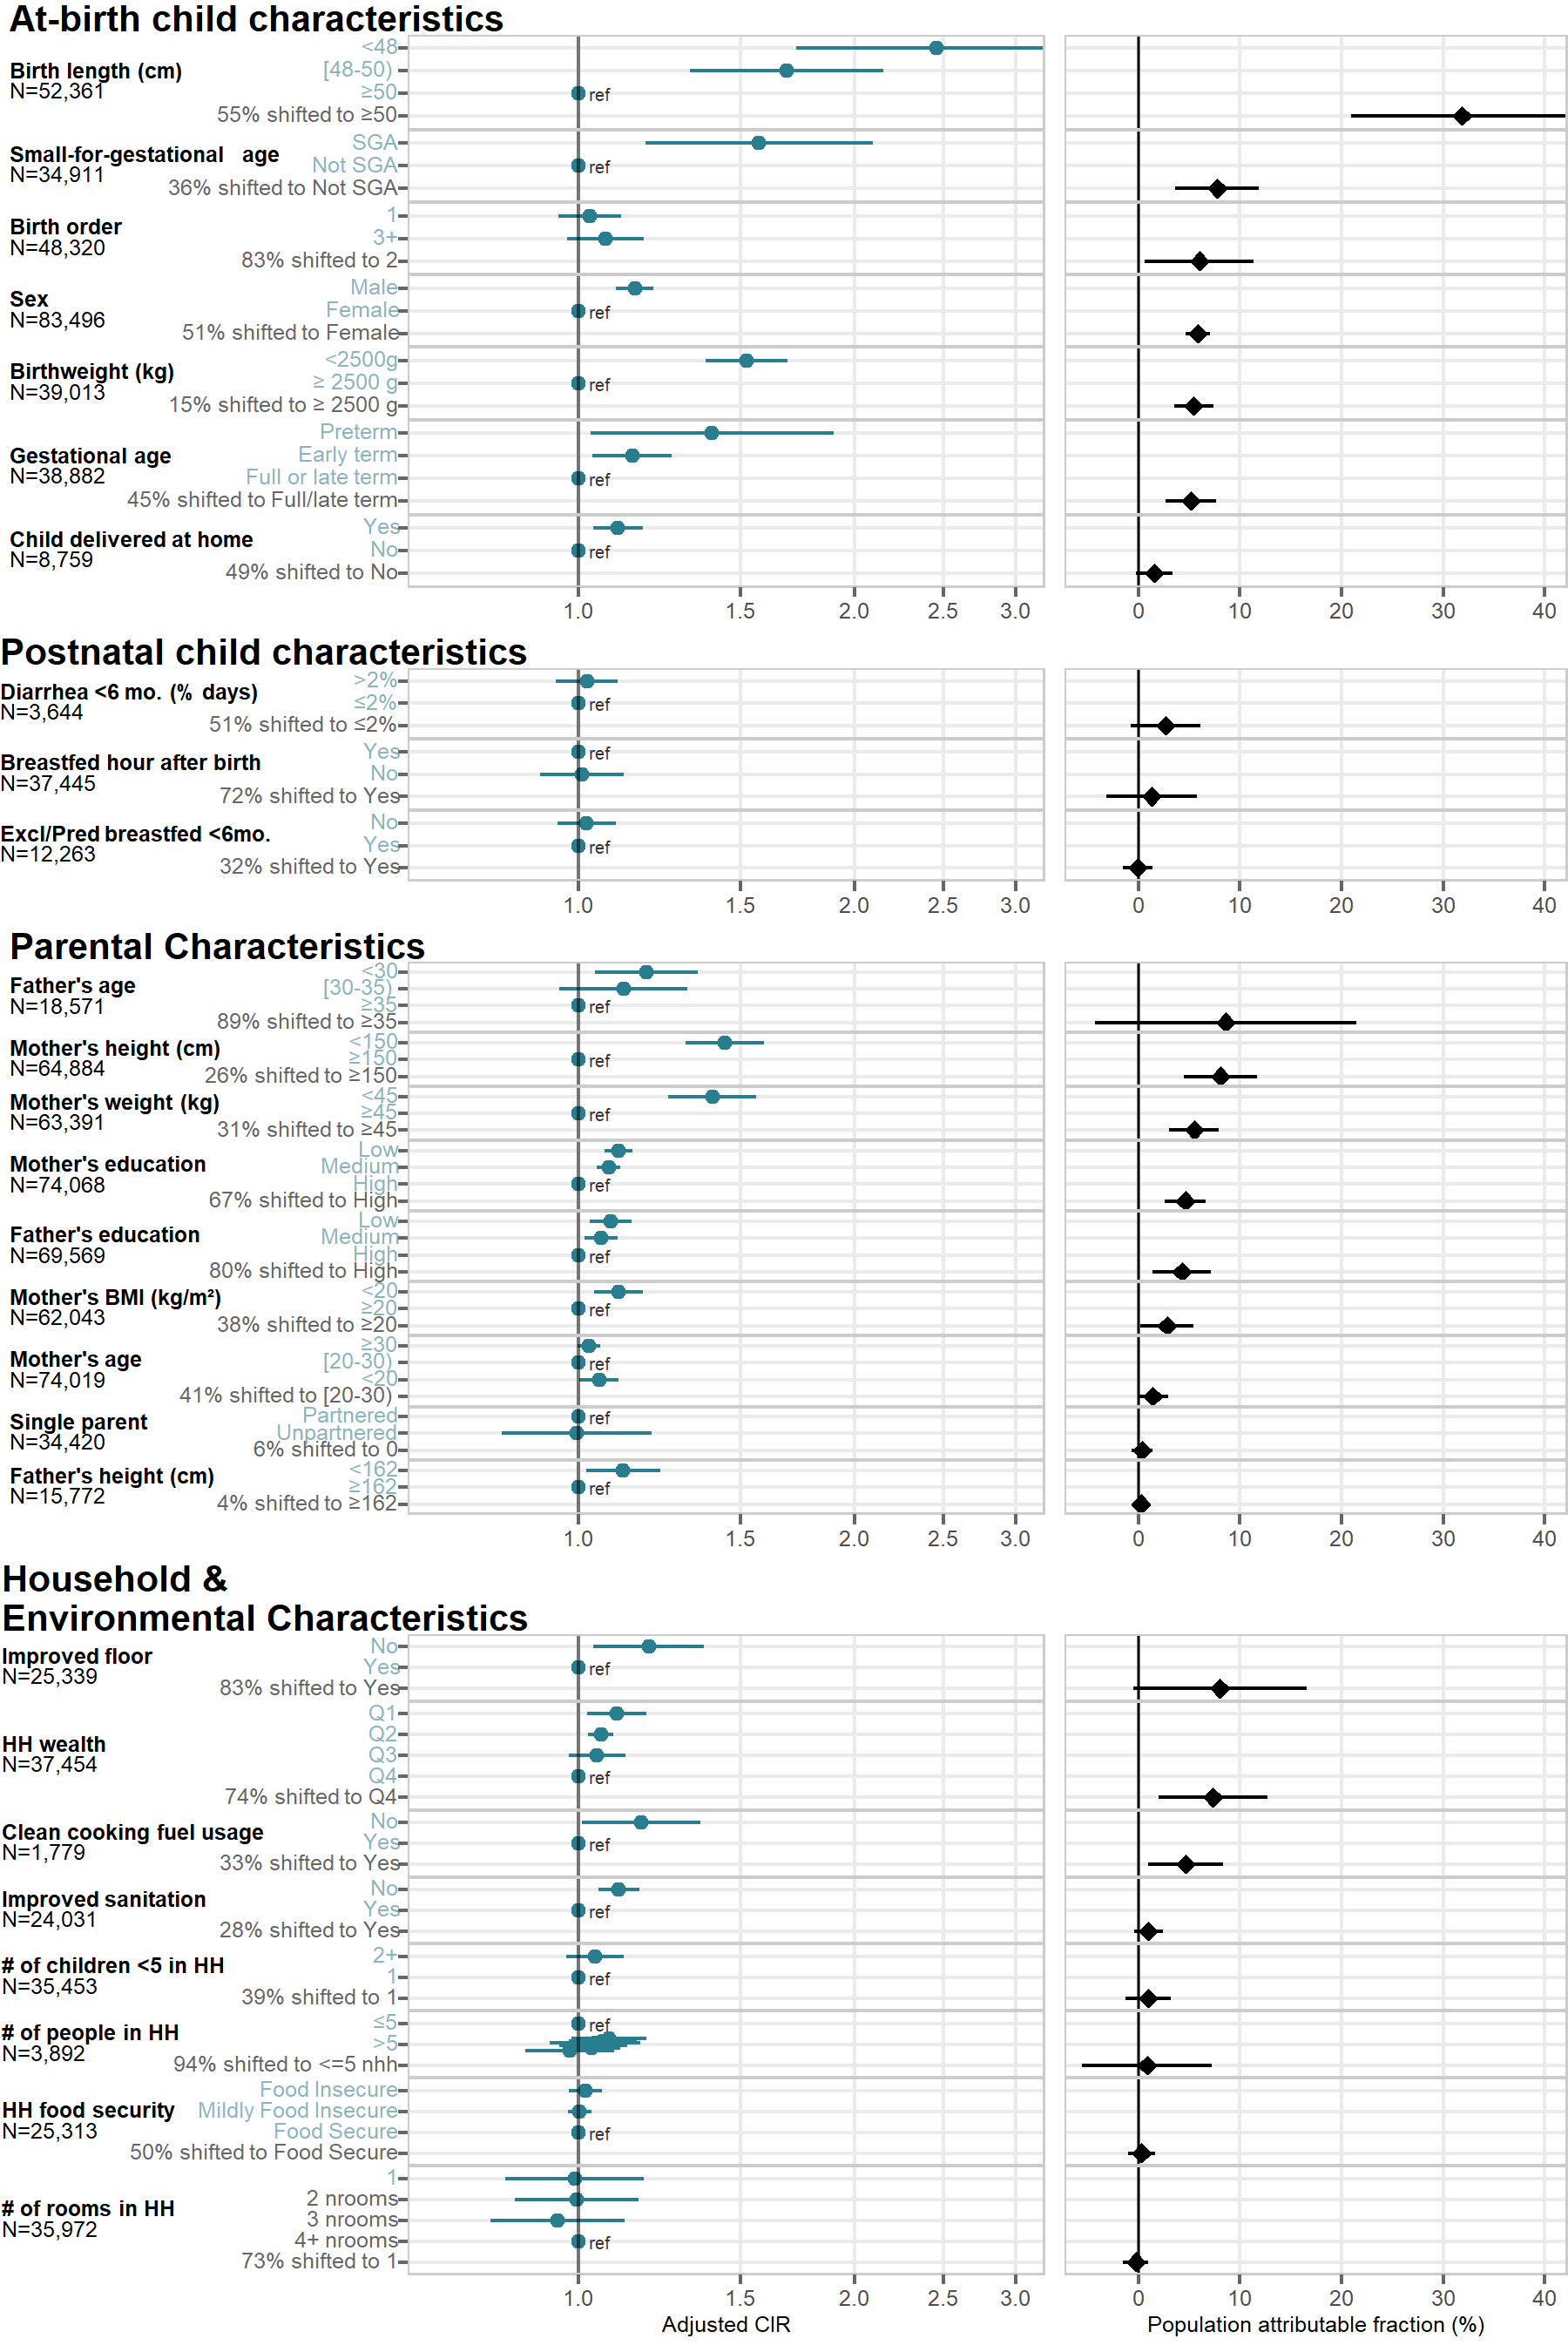 At-birth child characteristics
Birth length (cm)
N=52,361
<48
[48-50)
≥50
55% shifted to ≥50
ref
Small-for-gestational age
N=34,911
SGA
Not SGA
36% shifted to Not SGA
ref
Birth order
N=48,320
1
3+
83% shifted to 2
Sex
N=83,496
Male
Female
51% shifted to Female
ref
Birthweight (kg)
N=39,013
<2500g
≥ 2500 g
15% shifted to ≥ 2500 g
ref
Gestational age
N=38,882
Preterm
Early term
Full or late term
45% shifted to Full/late term
ref
Child delivered at home
N=8,759
Yes
No
49% shifted to No
ref
1.0 1.5 2.0 2.5 3.0 0 10 20 30 40
Postnatal child characteristics
Diarrhea <6 mo. (% days)
N=3,644
>2%
≤2%
51% shifted to ≤2%
ref
Breastfed hour after birth
N=37,445
Yes
No
72% shifted to Yes
ref
Excl/Pred breastfed <6mo.
N=12,263
No
Yes
32% shifted to Yes
ref
1.0 1.5 2.0 2.5 3.0 0 10 20 30 40
Parental Characteristics
Father's age
N=18,571
<30
[30-35)
≥35
89% shifted to ≥35
ref
Mother's height (cm)
N=64,884
<150
≥150
26% shifted to ≥150
ref
Mother's weight (kg)
N=63,391
<45
≥45
31% shifted to ≥45
ref
Mother's education
N=74,068
Low
Medium
High
67% shifted to High
ref
Father's education
N=69,569
Low
Medium
High
80% shifted to High
ref
Mother's BMI (kg/m²)
N=62,043
<20
≥20
38% shifted to ≥20
ref
Mother's age
N=74,019
≥30
[20-30)
<20
41% shifted to [20-30)
ref
Single parent
N=34,420
Partnered
Unpartnered
6% shifted to 0
ref
Father's height (cm)
N=15,772
<162
≥162
4% shifted to ≥162
ref
1.0 1.5 2.0 2.5 3.0 0 10 20 30 40
Household &
Environmental Characteristics
Improved floor
N=25,339
No
Yes
83% shifted to Yes
ref
HH wealth
N=37,454
Q1
Q2
Q3
Q4
74% shifted to Q4
ref
Clean cooking fuel usage
N=1,779
No
Yes
33% shifted to Yes
ref
Improved sanitation
N=24,031
No
Yes
28% shifted to Yes
ref
# of children <5 in HH
N=35,453
2+
1
39% shifted to 1
ref
# of people in HH
N=3,892
≤5
>5
94% shifted to <=5 nhh
ref
HH food security
N=25,313
Food Insecure
Mildly Food Insecure
Food Secure
50% shifted to Food Secure
ref
# of rooms in HH
N=35,972
1
2 nrooms
3 nrooms
4+ nrooms
73% shifted to 1
ref
1.0 1.5 2.0 2.5 3.0 0 10 20 30 40
Adjusted CIR Population attributable fraction (%)